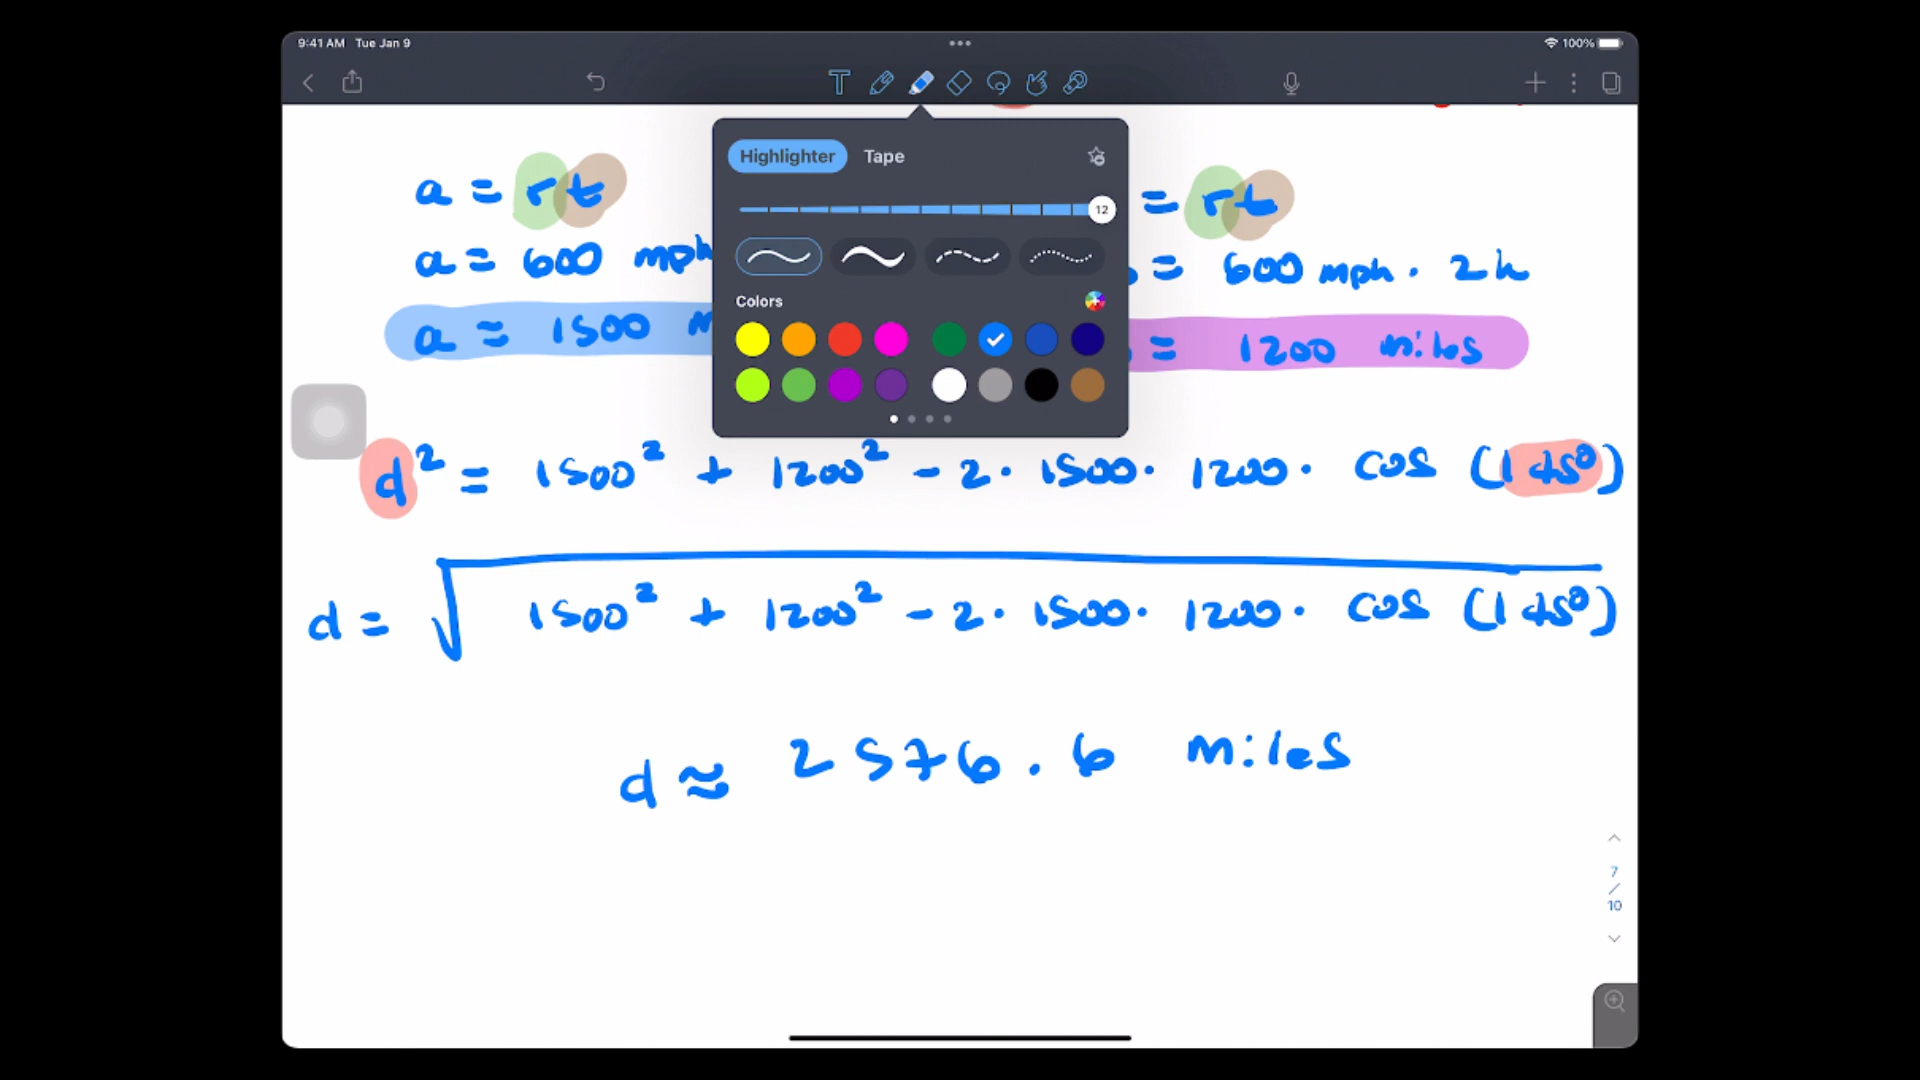 9:41 AM Tue Jan 9
100%
T
Highlighter Tape
12
Colors
a = rt
= rt
a = 600 mph
= 600 mph · 2h
a = 1500 m
= 1200 miles
d² = 1500² + 1200² - 2 · 1500 · 1200 · cos (145°)
d = √1500² + 1200² - 2 · 1500 · 1200 · cos (145°)
d ≈ 2576.6 miles
7
/
10